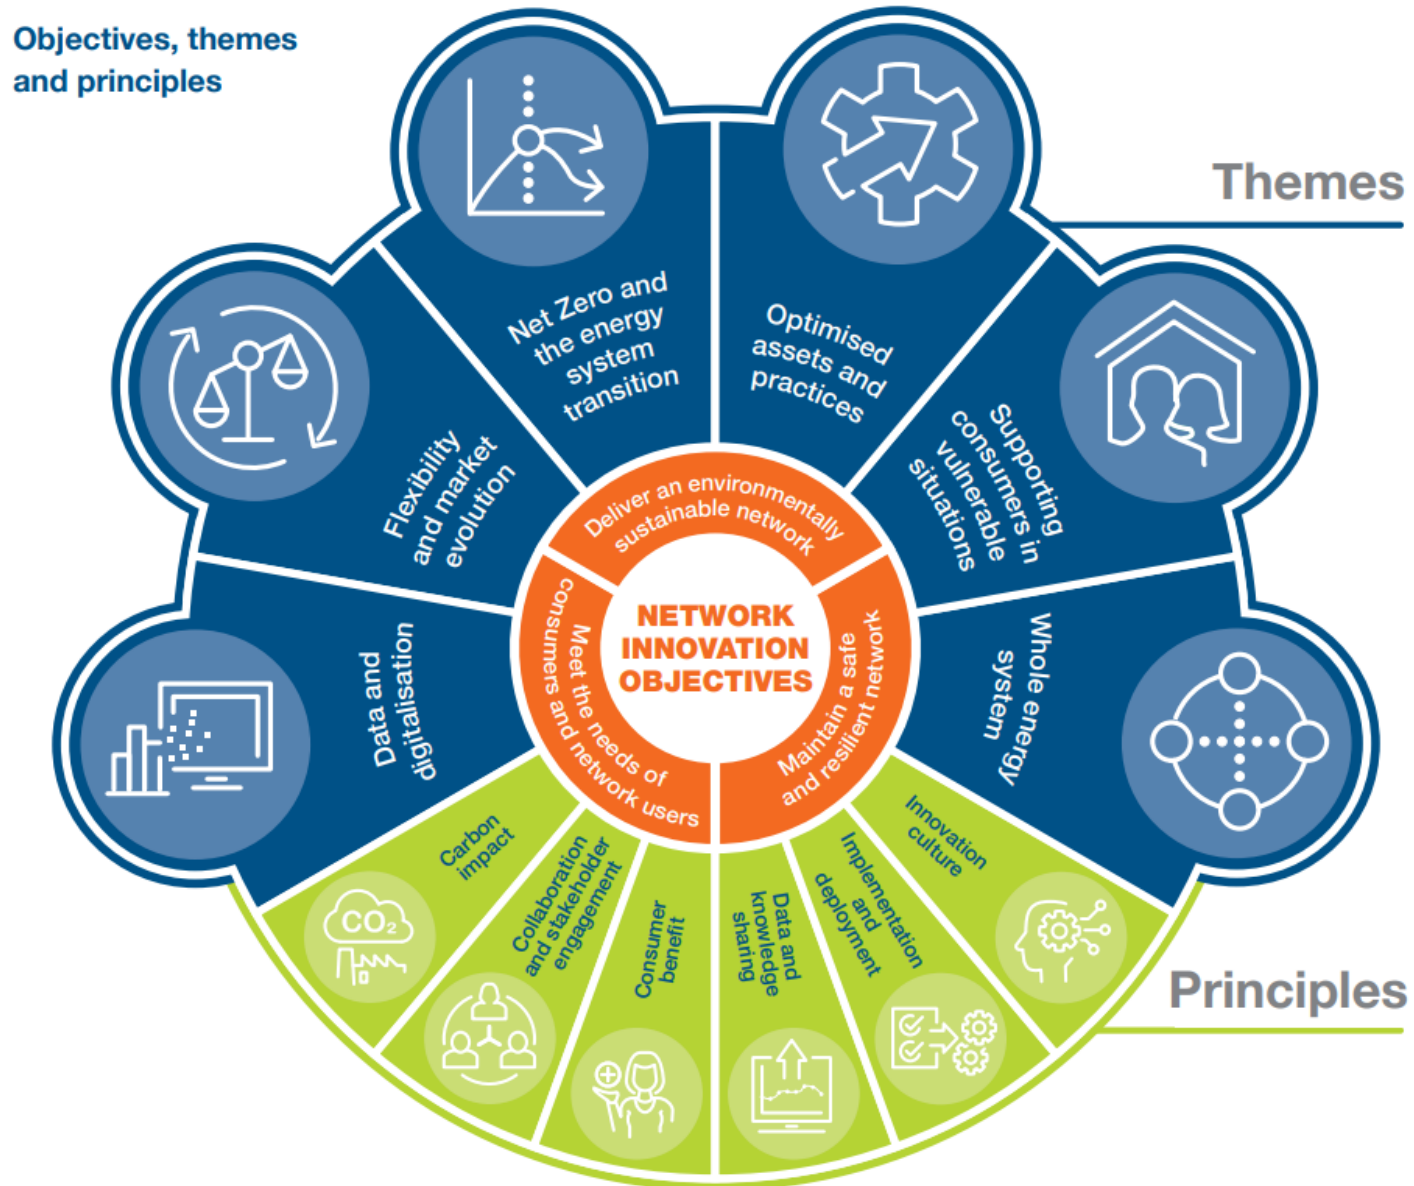 Objectives, themes
and principles
Themes
Net Zero and
the energy
system
transition
Optimised
assets and
practices
Flexibility
and market
evolution
Supporting
consumers in
vulnerable
situations
Data and
digitalisation
Whole energy
system
Deliver an environmentally
sustainable network
Meet the needs of
consumers and network users
Maintain a safe
and resilient network
NETWORK
INNOVATION
OBJECTIVES
Carbon
impact
CO₂
Collaboration
and stakeholder
engagement
Consumer
benefit
Data and
knowledge
sharing
Implementation
and
deployment
Innovation
culture
Principles